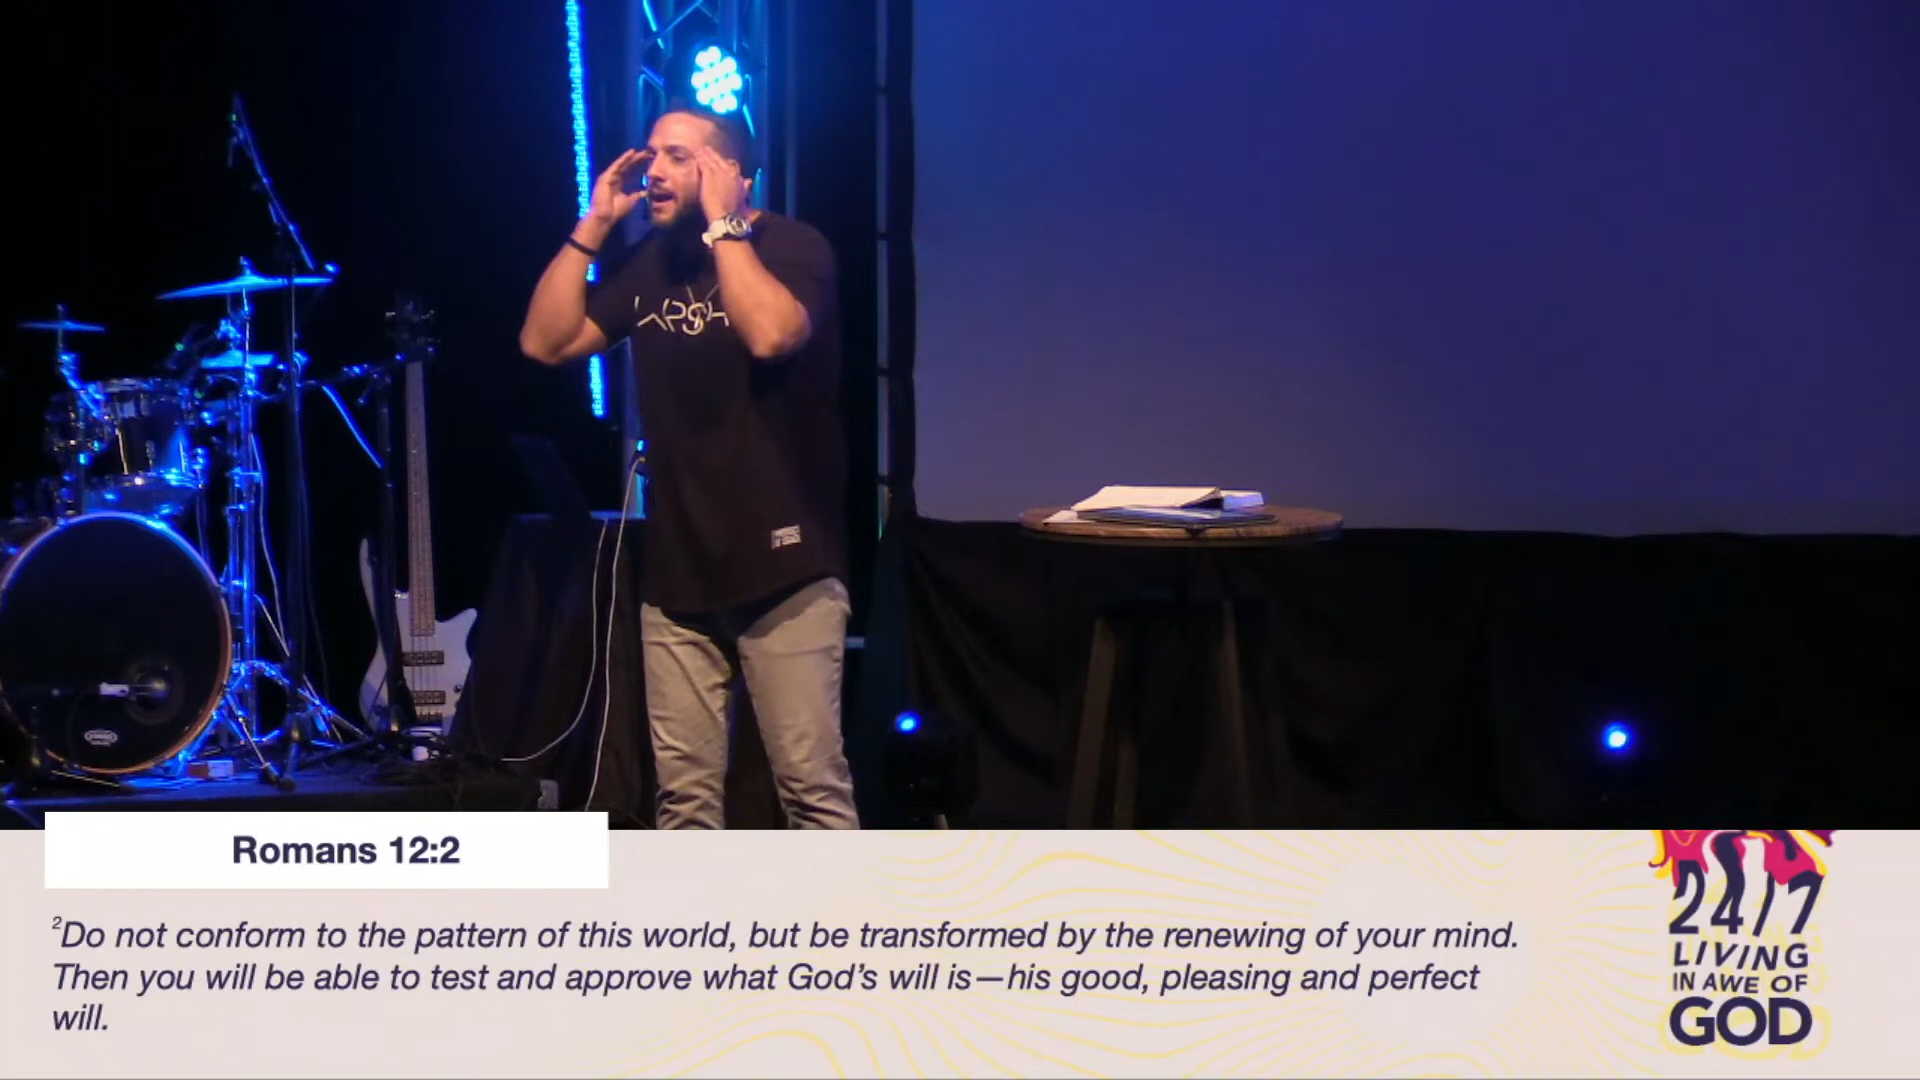 Romans 12:2
²Do not conform to the pattern of this world, but be transformed by the renewing of your mind.
Then you will be able to test and approve what God’s will is—his good, pleasing and perfect
will.
24/7
LIVING
IN AWE OF
GOD